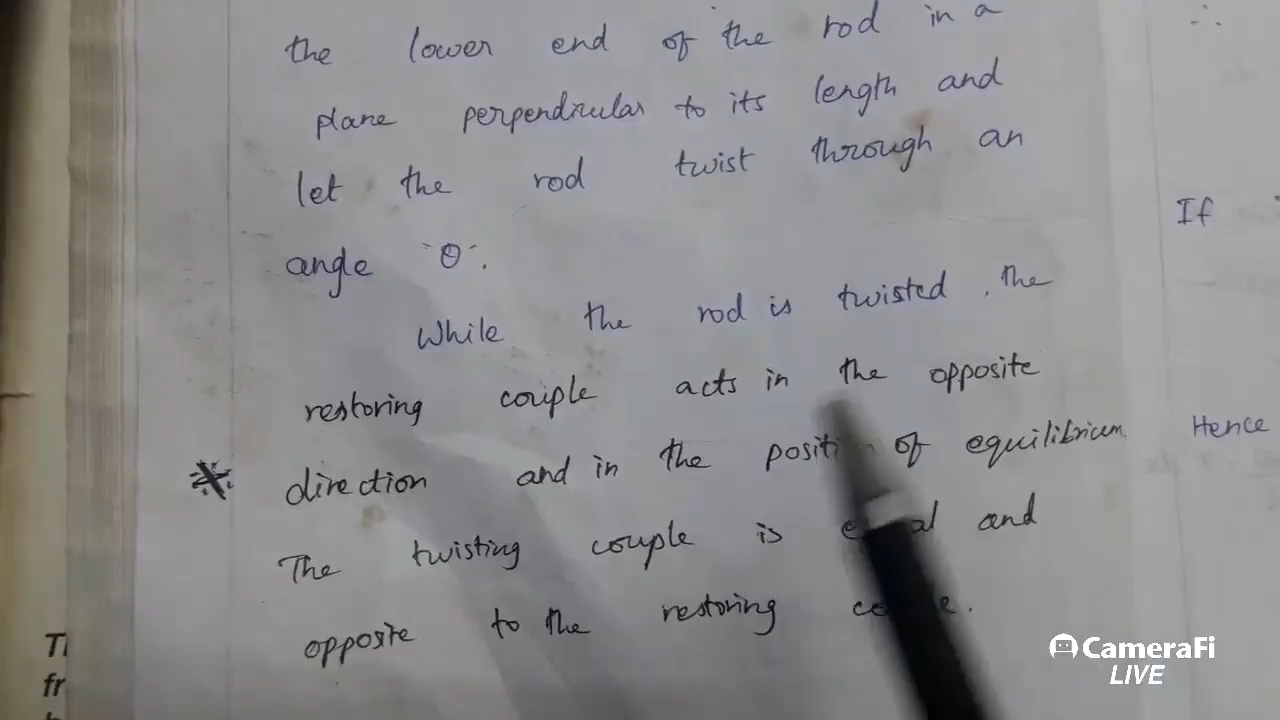 the lower end of the rod in a
plane perpendicular to its length and
let the rod twist through an
angle 'θ'.
While the rod is twisted, the
restoring couple acts in the opposite
* direction and in the position of equilibrium
The twisting couple is equal and
opposite to the restoring couple.
If
Hence
CameraFi
LIVE